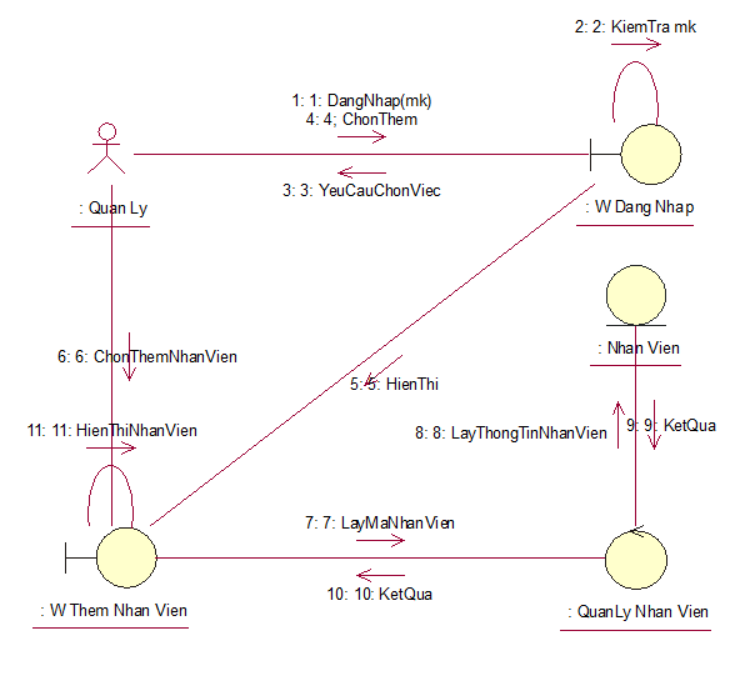 2: 2: KiemTra mk
1: 1: DangNhap(mk)
4: 4; ChonThem
3: 3: YeuCauChonViec
: Quan Ly
: W Dang Nhap
: Nhan Vien
6: 6: ChonThemNhanVien
5: 5: HienThi
11: 11: HienThiNhanVien
8: 8: LayThongTinNhanVien
9: 9: KetQua
7: 7: LayMaNhanVien
10: 10: KetQua
: W Them Nhan Vien
: QuanLy Nhan Vien